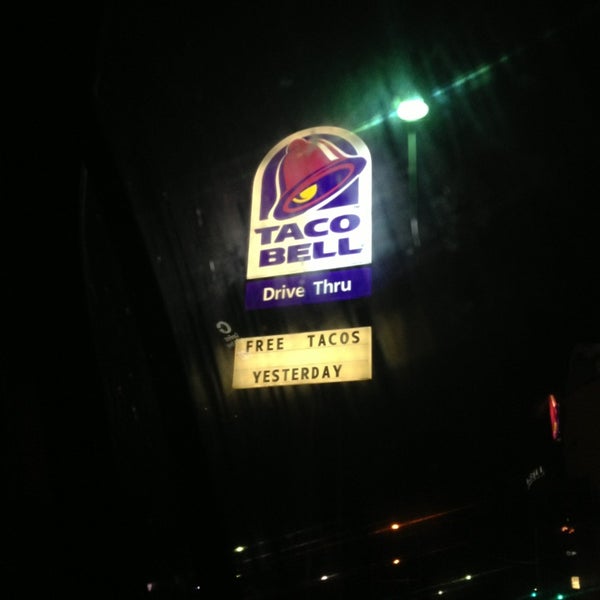 TACO
BELL
Drive Thru
FREE TACOS
YESTERDAY